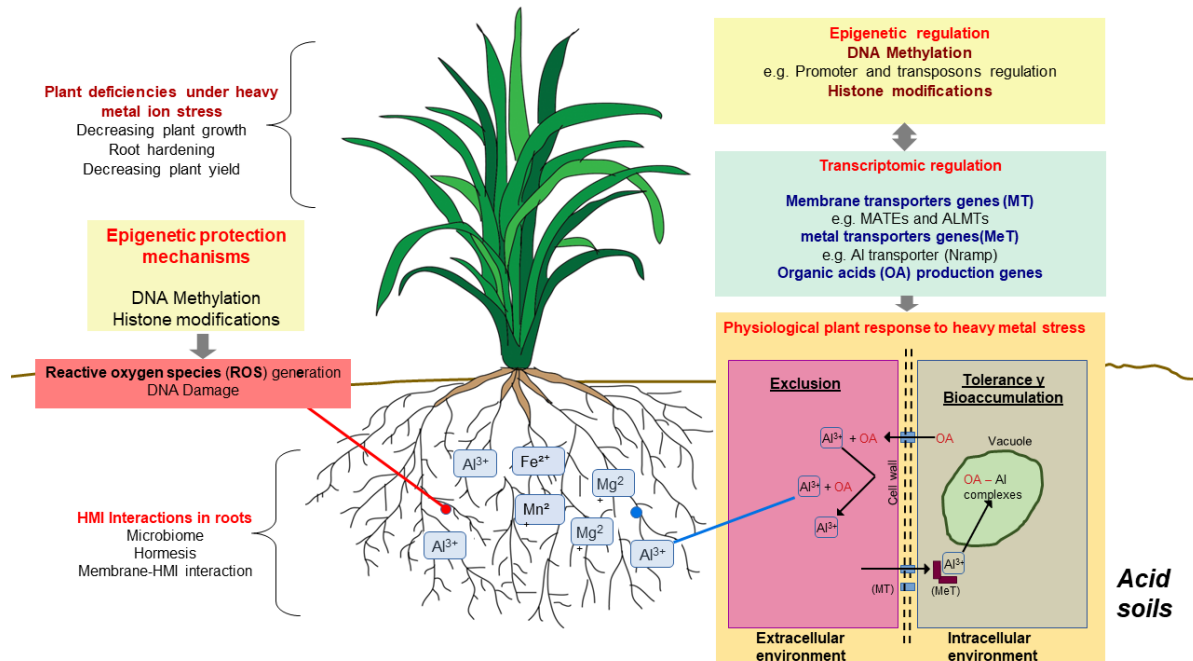 Plant deficiencies under heavy
metal ion stress
Decreasing plant growth
Root hardening
Decreasing plant yield
Epigenetic protection
mechanisms
DNA Methylation
Histone modifications
Reactive oxygen species (ROS) generation
DNA Damage
HMI Interactions in roots
Microbiome
Hormesis
Membrane-HMI interaction
Al³⁺
Fe²⁺
Mg²
+
Mn²
+
Mg²
+
Al³⁺
Al³⁺
Epigenetic regulation
DNA Methylation
e.g. Promoter and transposons regulation
Histone modifications
Transcriptomic regulation
Membrane transporters genes (MT)
e.g. MATEs and ALMTs
metal transporters genes(MeT)
e.g. Al transporter (Nramp)
Organic acids (OA) production genes
Physiological plant response to heavy metal stress
Exclusion
Al³⁺ + OA
Al³⁺ + OA
Al³⁺
Cell wall
(MT)
Extracellular
environment
Tolerance y
Bioaccumulation
OA
Vacuole
OA – Al
complexes
Al³⁺
(MeT)
Intracellular
environment
Acid
soils